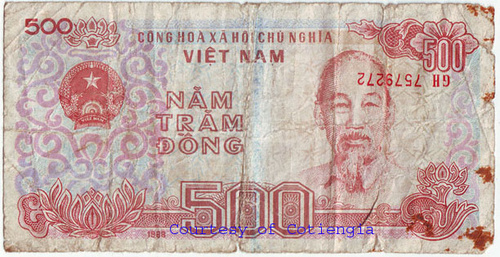 500
CỘNG HOÀ XÃ HỘI CHỦ NGHĨA
VIỆT NAM
500
GH 7579272
NĂM
TRĂM
ĐỒNG
500
1988
Courtesy of Cotiengia